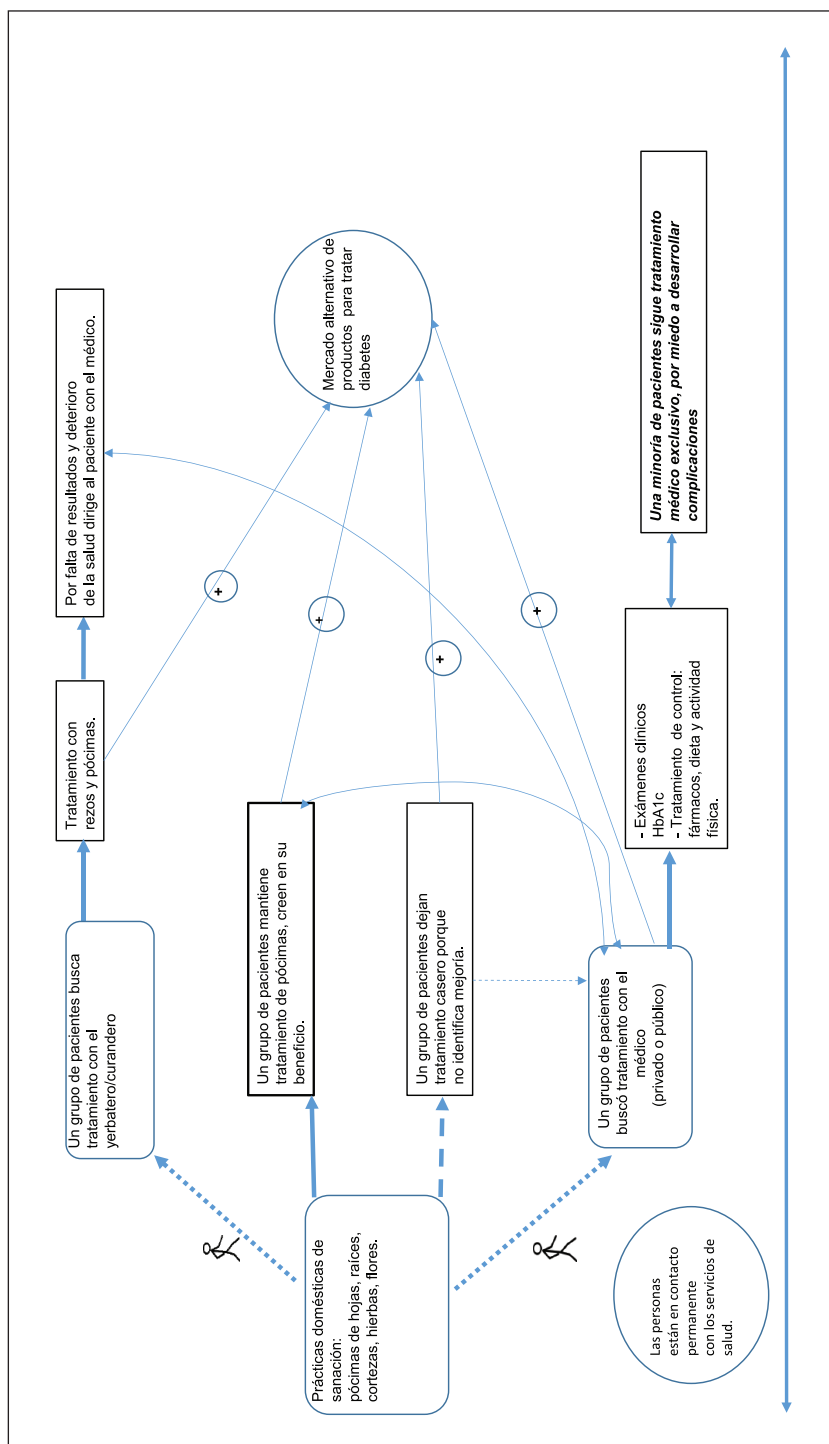 Prácticas domésticas de
sanación:
pócimas de hojas, raíces,
cortezas, hierbas, flores.
Un grupo de pacientes busca
tratamiento con el
yerbatero/curandero
Tratamiento con
rezos y pócimas.
Por falta de resultados y deterioro
de la salud dirige al paciente con el médico.
Un grupo de pacientes mantiene
tratamiento de pócimas, creen en su
beneficio.
Un grupo de pacientes dejan
tratamiento casero porque
no identifica mejoría.
Mercado alternativo de
productos para tratar
diabetes
+
+
+
+
Un grupo de pacientes
buscó tratamiento con el
médico
(privado o público)
- Exámenes clínicos
HbA1c
- Tratamiento de control:
fármacos, dieta y actividad
física.
Una minoría de pacientes sigue tratamiento
médico exclusivo, por miedo a desarrollar
complicaciones
Las personas
están en contacto
permanente
con los servicios de
salud.